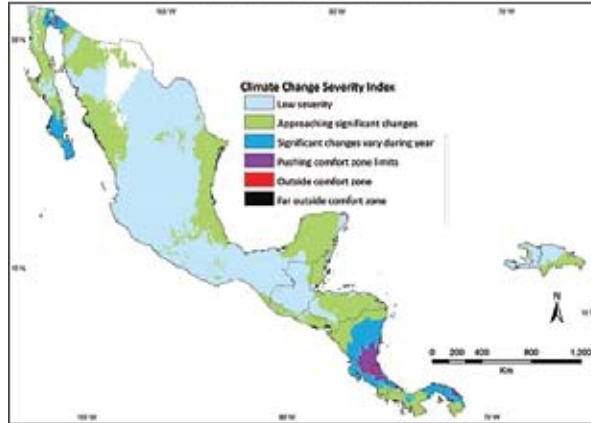 Climate Change Severity Index
Low severity
Approaching significant changes
Significant changes vary during year
Pushing comfort zone limits
Outside comfort zone
Far outside comfort zone
N
0 200 400 800 1,200
Km